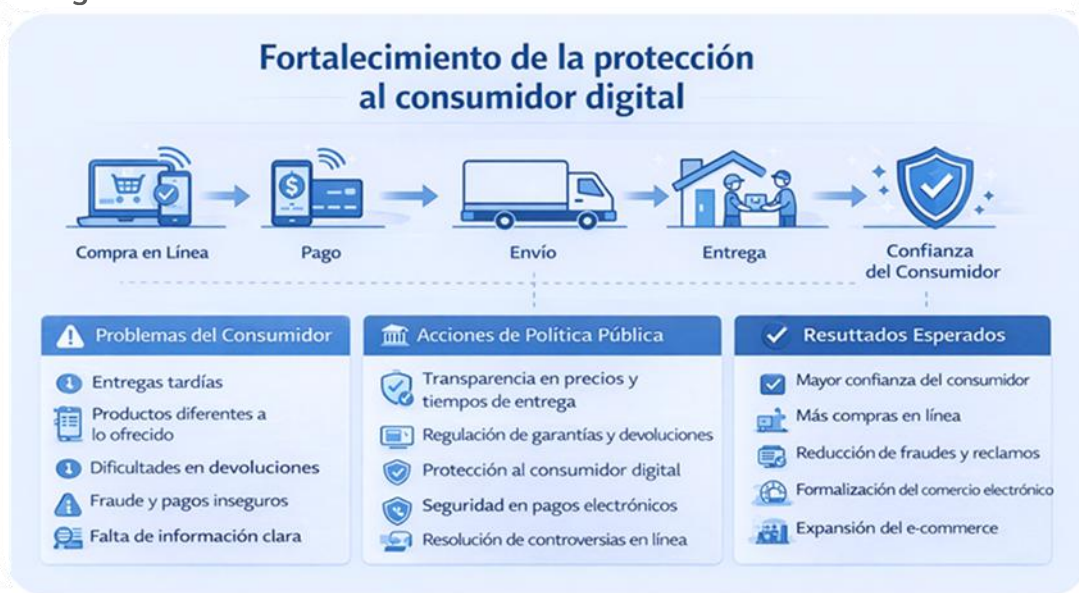 Fortalecimiento de la protección
al consumidor digital
Compra en Línea
Pago
Envío
Entrega
Confianza
del Consumidor
Problemas del Consumidor
Entregas tardías
Productos diferentes a
lo ofrecido
Dificultades en devoluciones
Fraude y pagos inseguros
Falta de información clara
Acciones de Política Pública
Transparencia en precios y
tiempos de entrega
Regulación de garantías y devoluciones
Protección al consumidor digital
Seguridad en pagos electrónicos
Resolución de controversias en línea
Resuttados Esperados
Mayor confianza del consumidor
Más compras en línea
Reducción de fraudes y reclamos
Formalización del comercio electrónico
Expansión del e-commerce